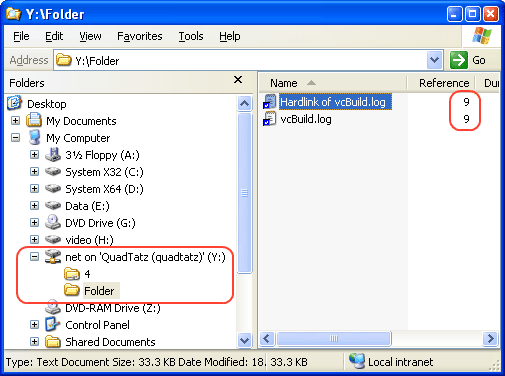 Y:\Folder
File Edit View Favorites Tools Help
Address Y:\Folder Go
Folders
Name Reference Dur
Desktop
My Documents
My Computer
3½ Floppy (A:)
System X32 (C:)
System X64 (D:)
Data (E:)
DVD Drive (G:)
video (H:)
net on 'QuadTatz (quadtatz)' (Y:)
4
Folder
DVD-RAM Drive (Z:)
Control Panel
Shared Documents
Hardlink of vcBuild.log 9
vcBuild.log 9
Type: Text Document Size: 33.3 KB Date Modified: 18. 33.3 KB Local intranet